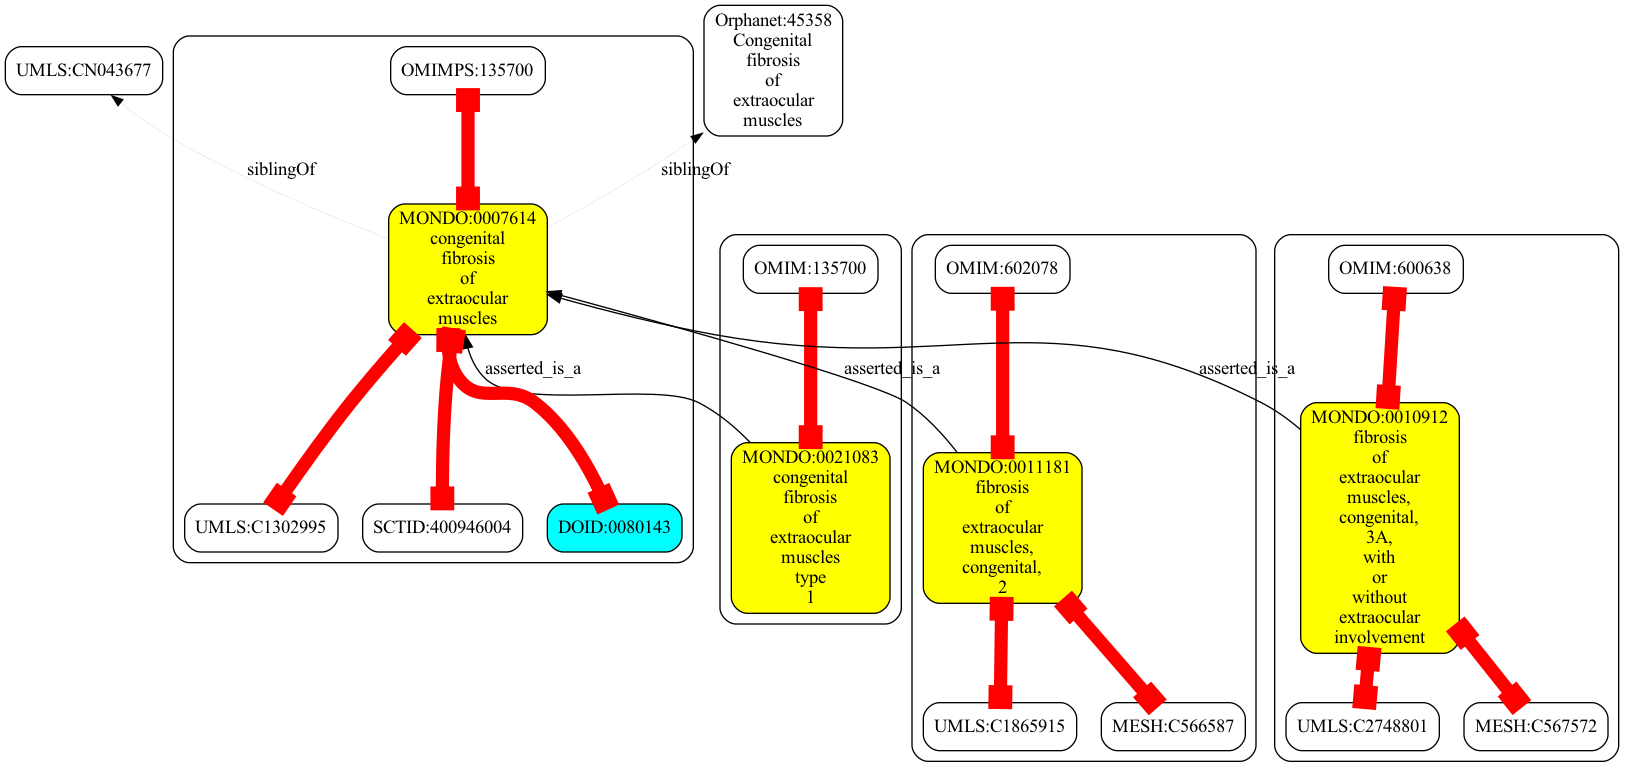 UMLS:CN043677
OMIMPS:135700
Orphanet:45358
Congenital
fibrosis
of
extraocular
muscles
siblingOf
siblingOf
MONDO:0007614
congenital
fibrosis
of
extraocular
muscles
OMIM:135700
OMIM:602078
OMIM:600638
asserted_is_a
asserted_is_a
asserted_is_a
UMLS:C1302995
SCTID:400946004
DOID:0080143
MONDO:0021083
congenital
fibrosis
of
extraocular
muscles
type
1
MONDO:0011181
fibrosis
of
extraocular
muscles,
congenital,
2
MONDO:0010912
fibrosis
of
extraocular
muscles,
congenital,
3A,
with
or
without
extraocular
involvement
UMLS:C1865915
MESH:C566587
UMLS:C2748801
MESH:C567572